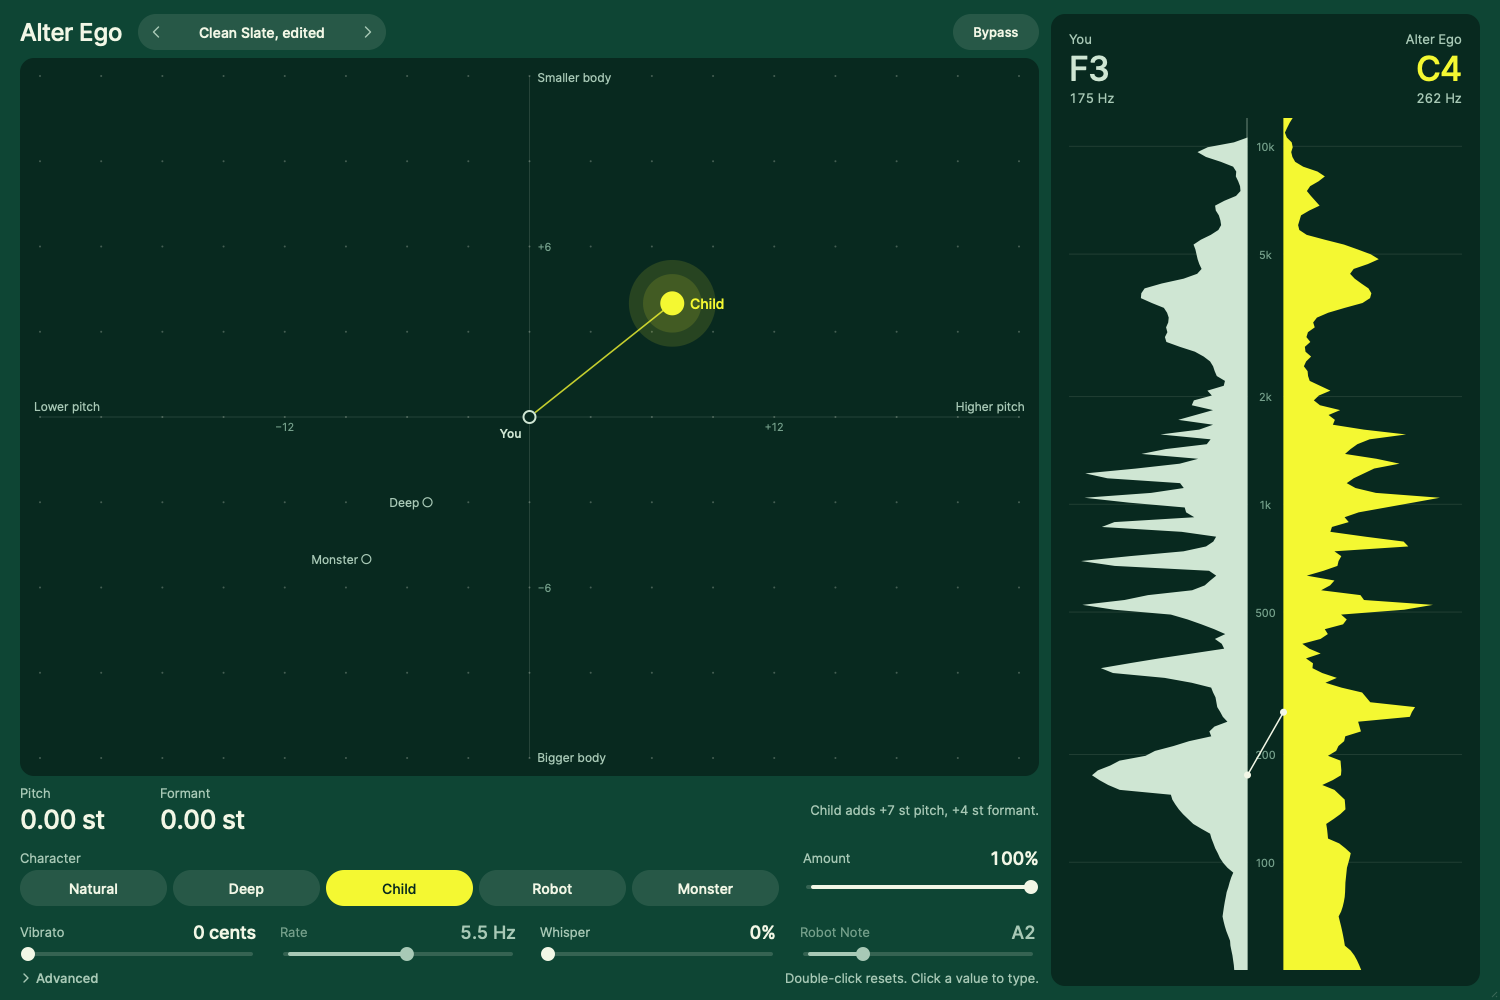 Alter Ego
Clean Slate, edited
Bypass
Smaller body
+6
Child
Lower pitch
Higher pitch
−12
+12
You
Deep
Monster
−6
Bigger body
Pitch
0.00 st
Formant
0.00 st
Child adds +7 st pitch, +4 st formant.
Character
Natural
Deep
Child
Robot
Monster
Amount
100%
Vibrato
0 cents
Rate
5.5 Hz
Whisper
0%
Robot Note
A2
Advanced
Double-click resets. Click a value to type.
You
F3
175 Hz
Alter Ego
C4
262 Hz
10k
5k
2k
1k
500
200
100